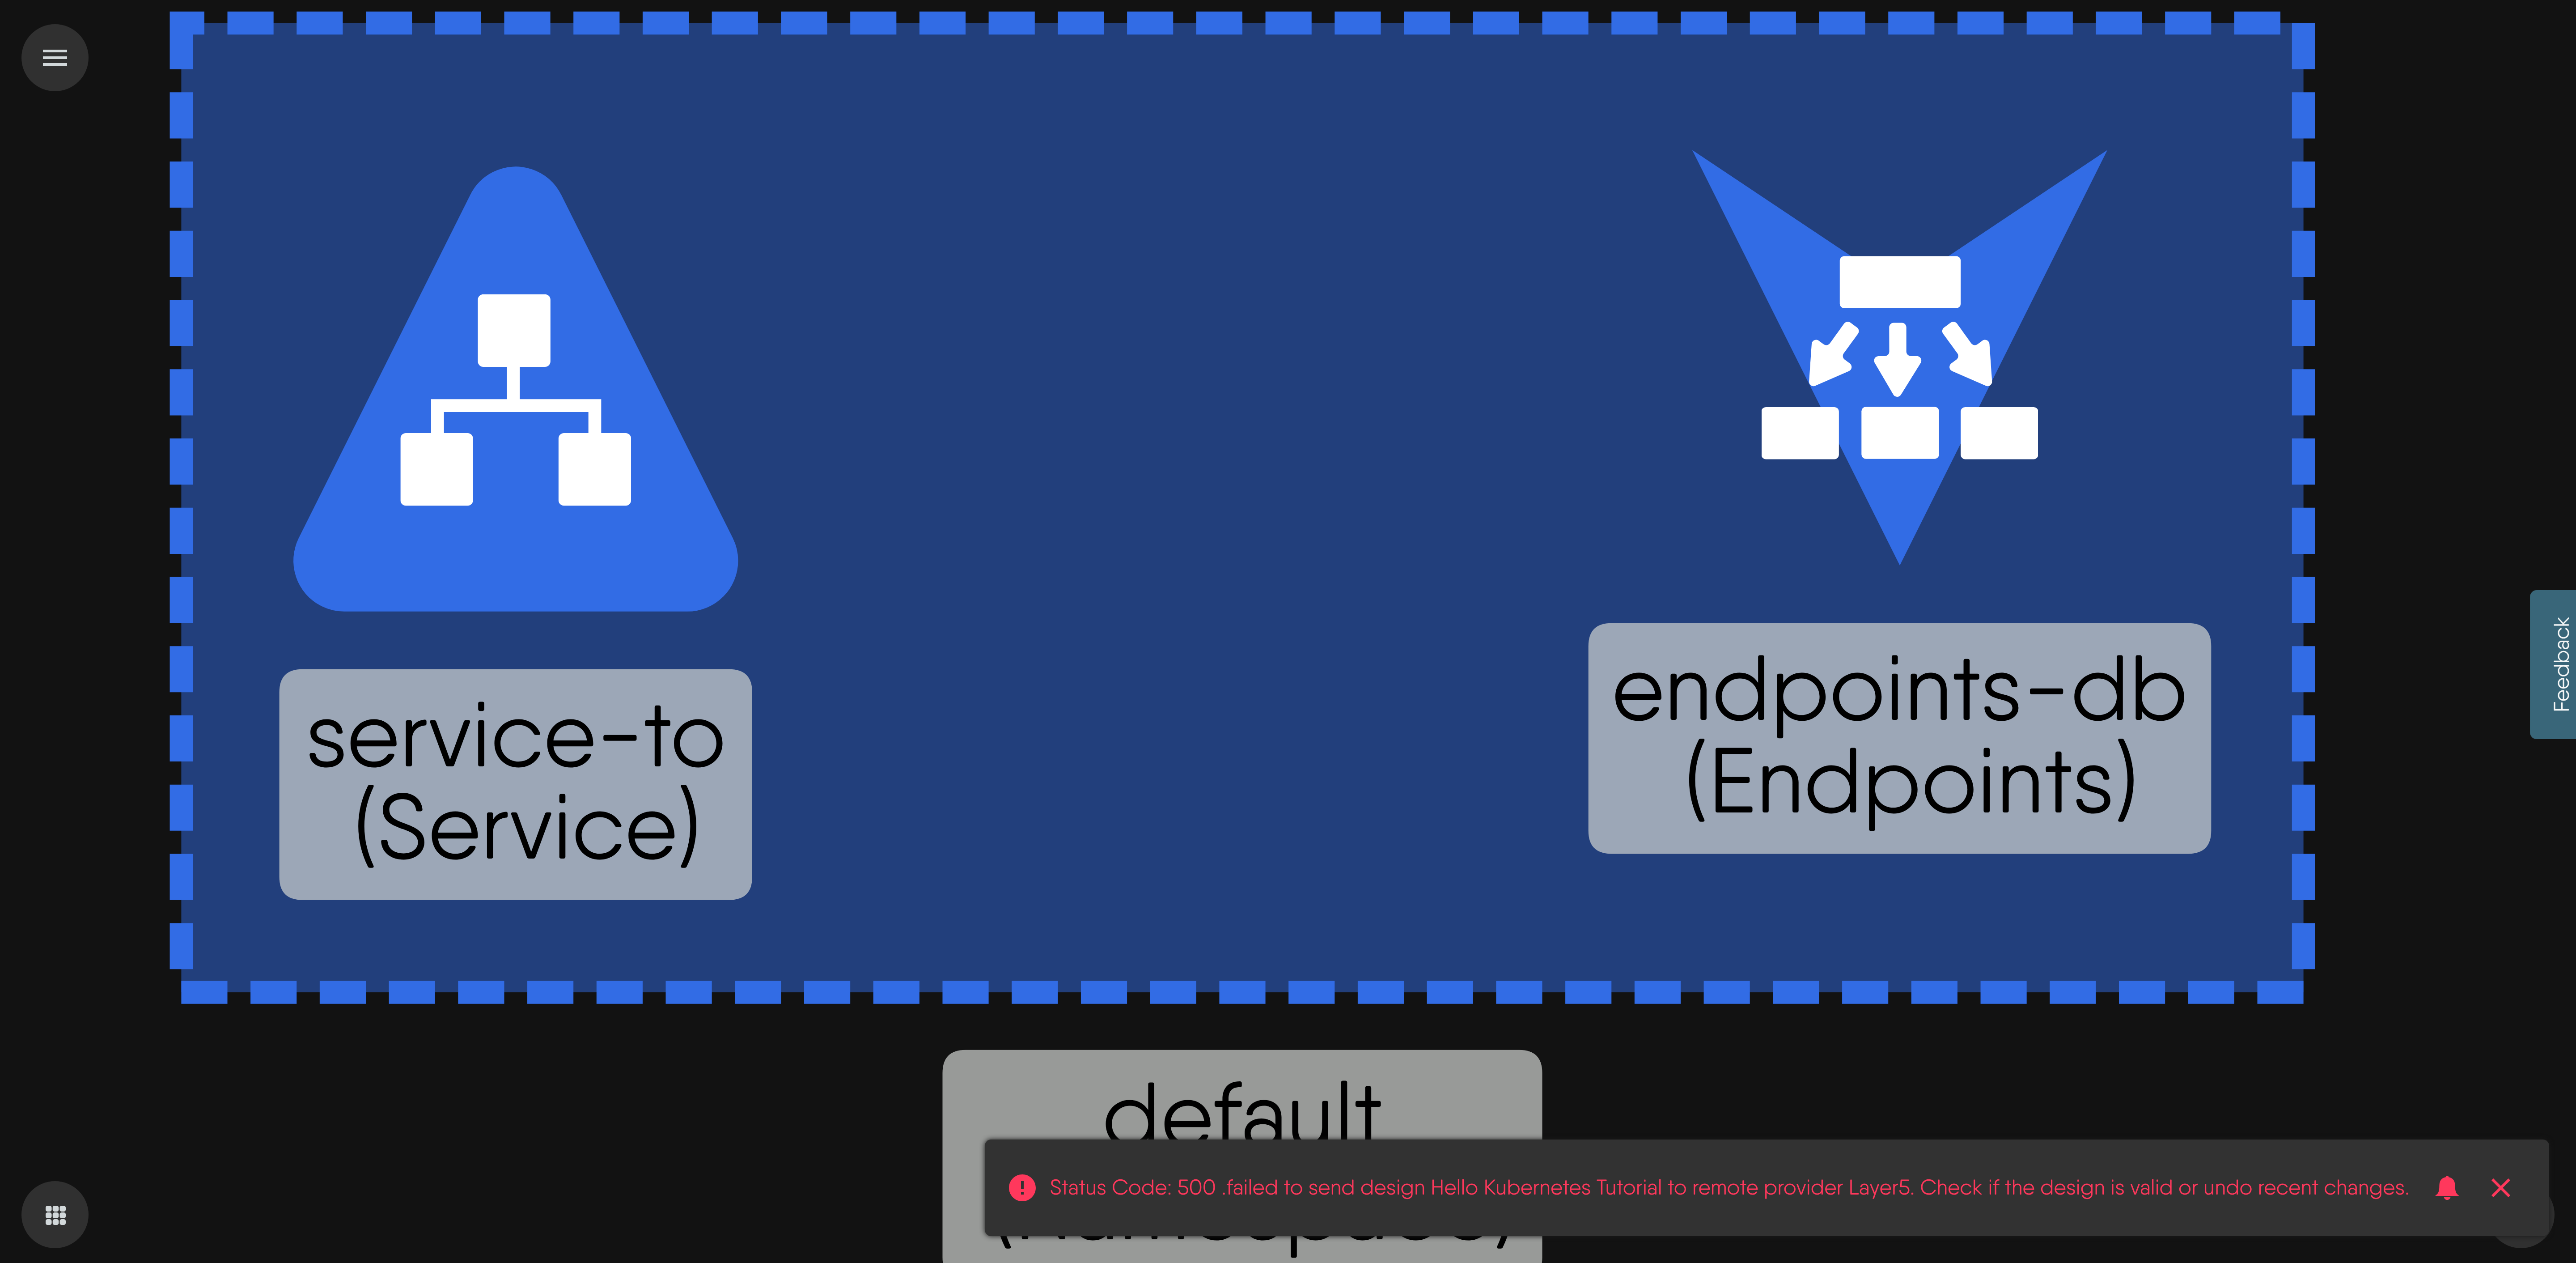 service-to
(Service)
endpoints-db
(Endpoints)
default
Status Code: 500 .failed to send design Hello Kubernetes Tutorial to remote provider Layer5. Check if the design is valid or undo recent changes.
Feedback